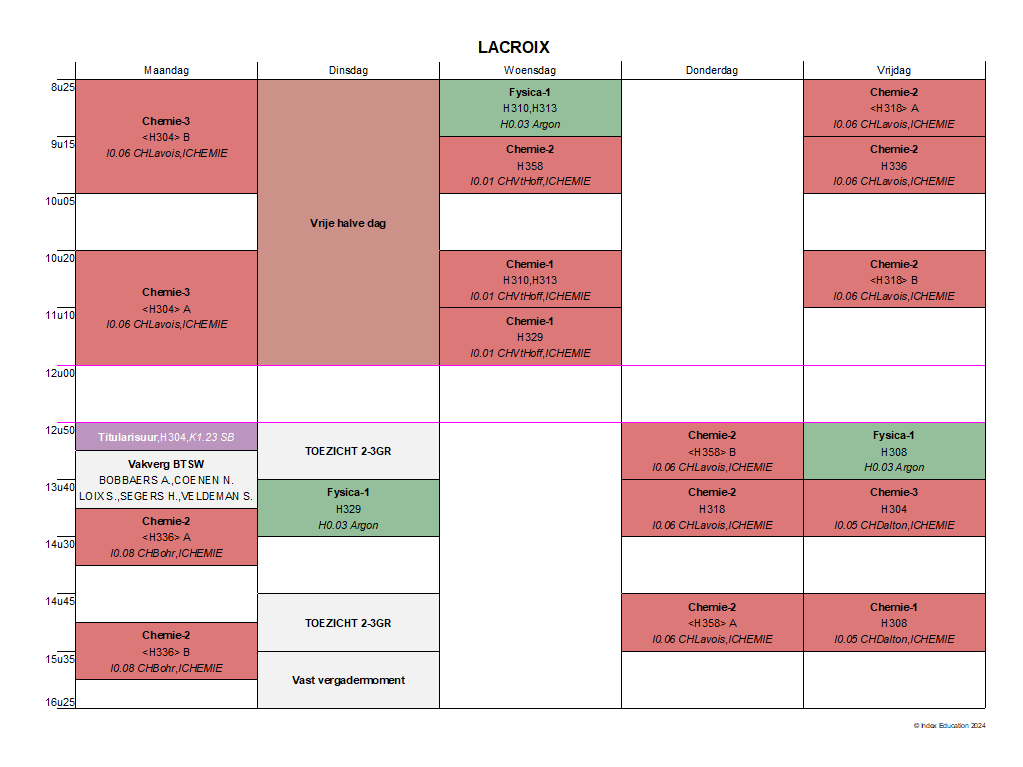 LACROIX
Maandag
Dinsdag
Woensdag
Donderdag
Vrijdag
8u25
9u15
10u05
10u20
11u10
12u00
12u50
13u40
14u30
14u45
15u35
16u25
Chemie-3
<H304> B
I0.06 CHLavois,ICHEMIE
Chemie-3
<H304> A
I0.06 CHLavois,ICHEMIE
Titularisuur,H304,K1.23 SB
Vakverg BTSW
BOBBAERS A.,COENEN N.
LOIX S.,SEGERS H.,VELDEMAN S.
Chemie-2
<H336> A
I0.08 CHBohr,ICHEMIE
Chemie-2
<H336> B
I0.08 CHBohr,ICHEMIE
Vrije halve dag
TOEZICHT 2-3GR
Fysica-1
H329
H0.03 Argon
TOEZICHT 2-3GR
Vast vergadermoment
Fysica-1
H310,H313
H0.03 Argon
Chemie-2
H358
I0.01 CHVtHoff,ICHEMIE
Chemie-1
H310,H313
I0.01 CHVtHoff,ICHEMIE
Chemie-1
H329
I0.01 CHVtHoff,ICHEMIE
Chemie-2
<H358> B
I0.06 CHLavois,ICHEMIE
Chemie-2
H318
I0.06 CHLavois,ICHEMIE
Chemie-2
<H358> A
I0.06 CHLavois,ICHEMIE
Chemie-2
<H318> A
I0.06 CHLavois,ICHEMIE
Chemie-2
H336
I0.06 CHLavois,ICHEMIE
Chemie-2
<H318> B
I0.06 CHLavois,ICHEMIE
Fysica-1
H308
H0.03 Argon
Chemie-3
H304
I0.05 CHDalton,ICHEMIE
Chemie-1
H308
I0.05 CHDalton,ICHEMIE
© Index Education 2024